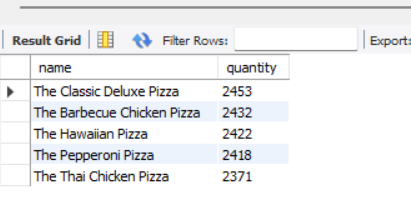 Result Grid Filter Rows: Export:
name quantity
The Classic Deluxe Pizza 2453
The Barbecue Chicken Pizza 2432
The Hawaiian Pizza 2422
The Pepperoni Pizza 2418
The Thai Chicken Pizza 2371